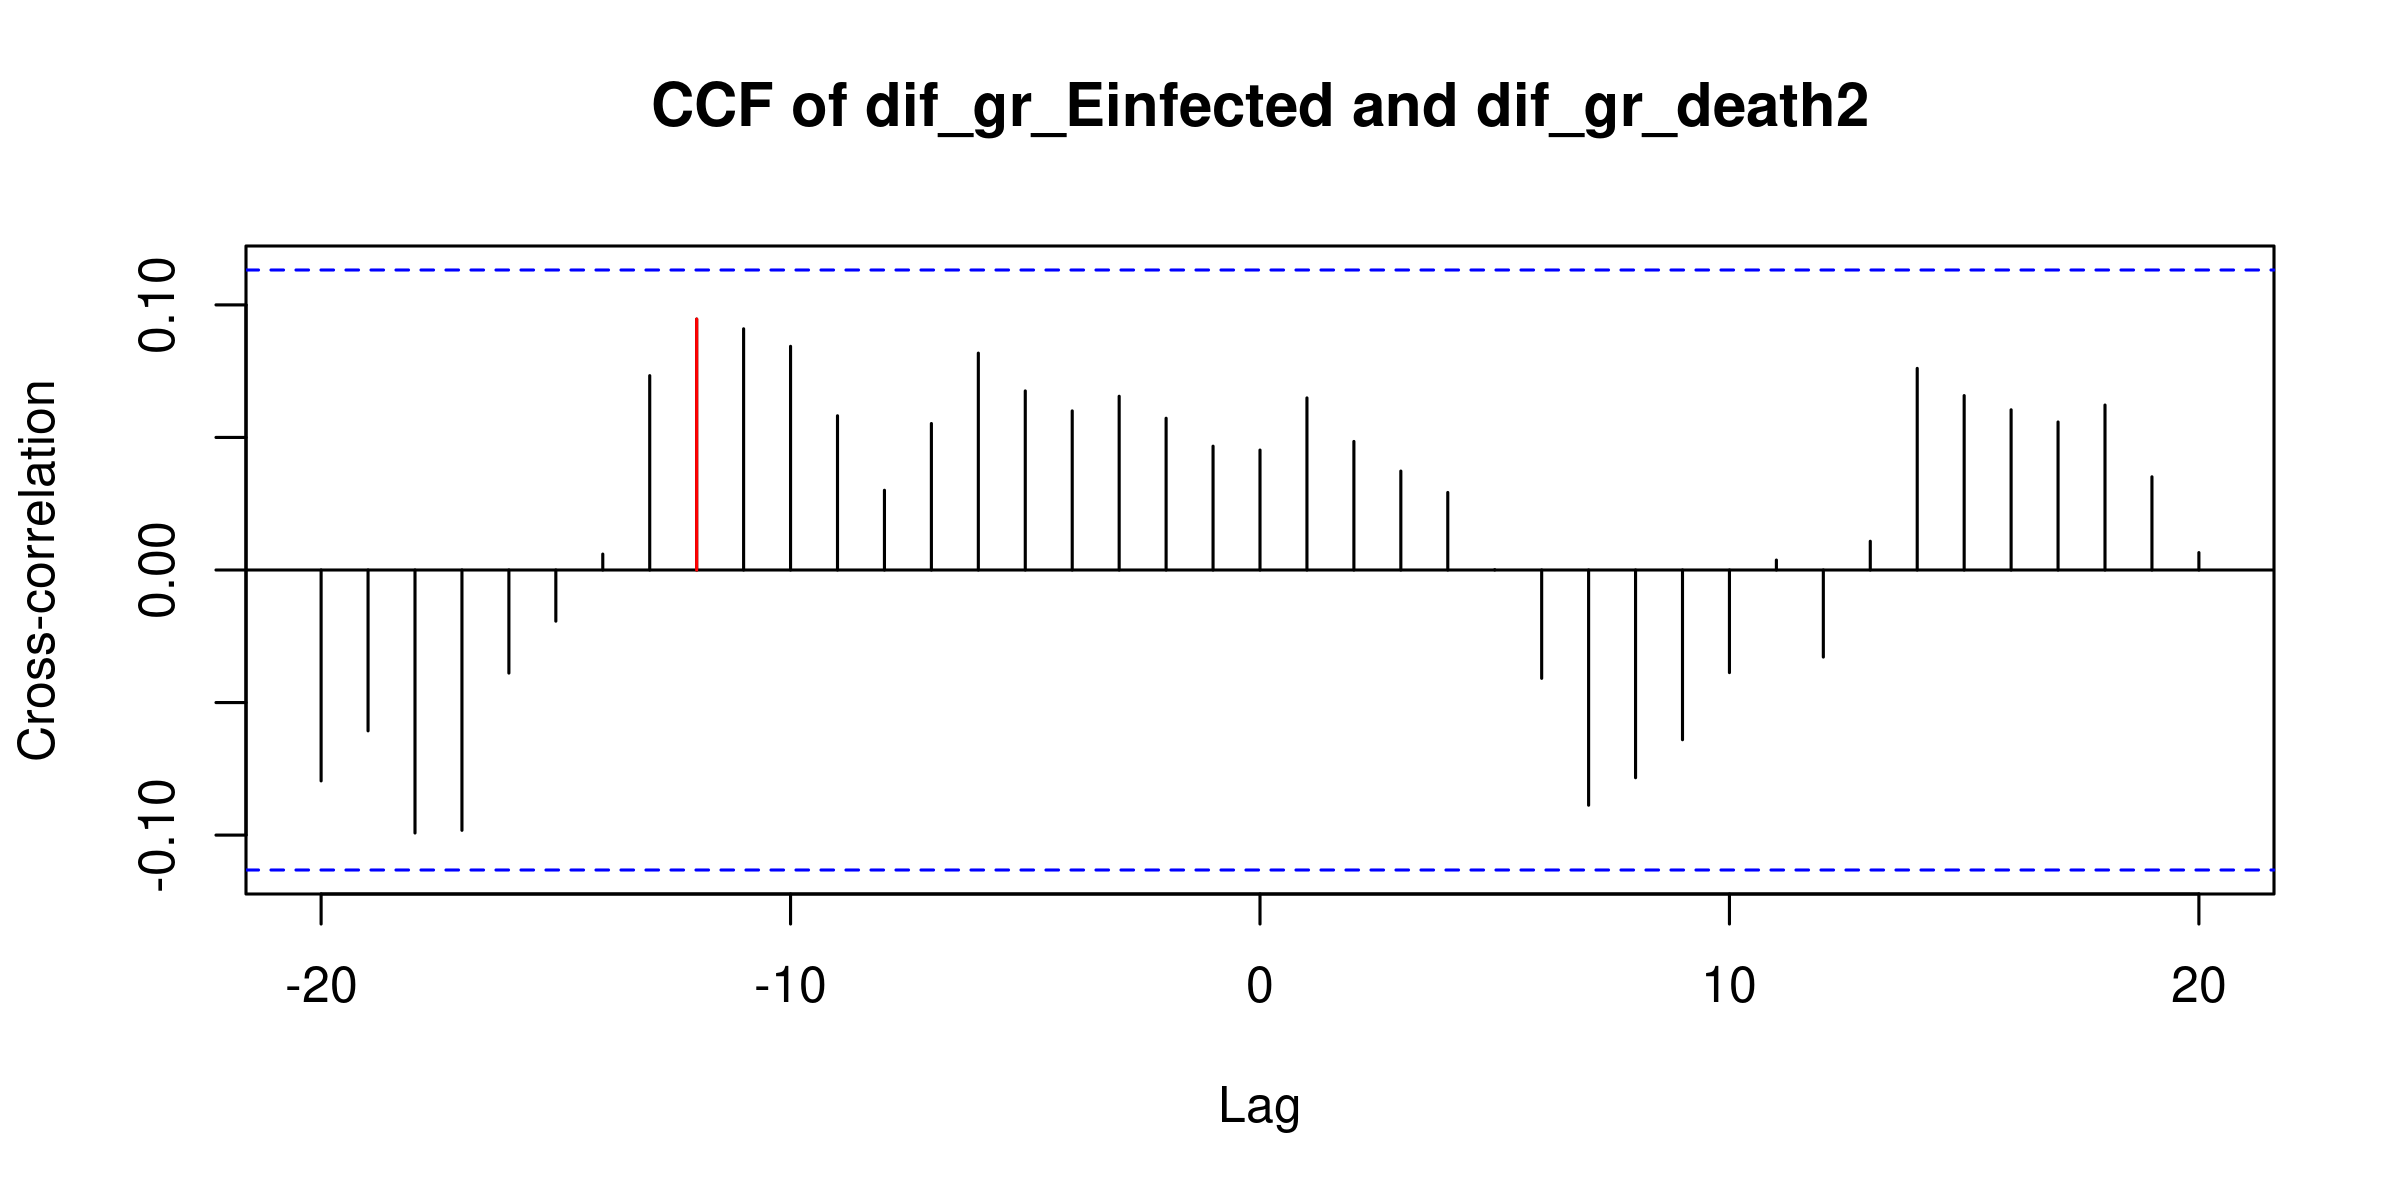 CCF of dif_gr_Einfected and dif_gr_death2
Cross-correlation
0.10
0.00
-0.10
-20 -10 0 10 20
Lag